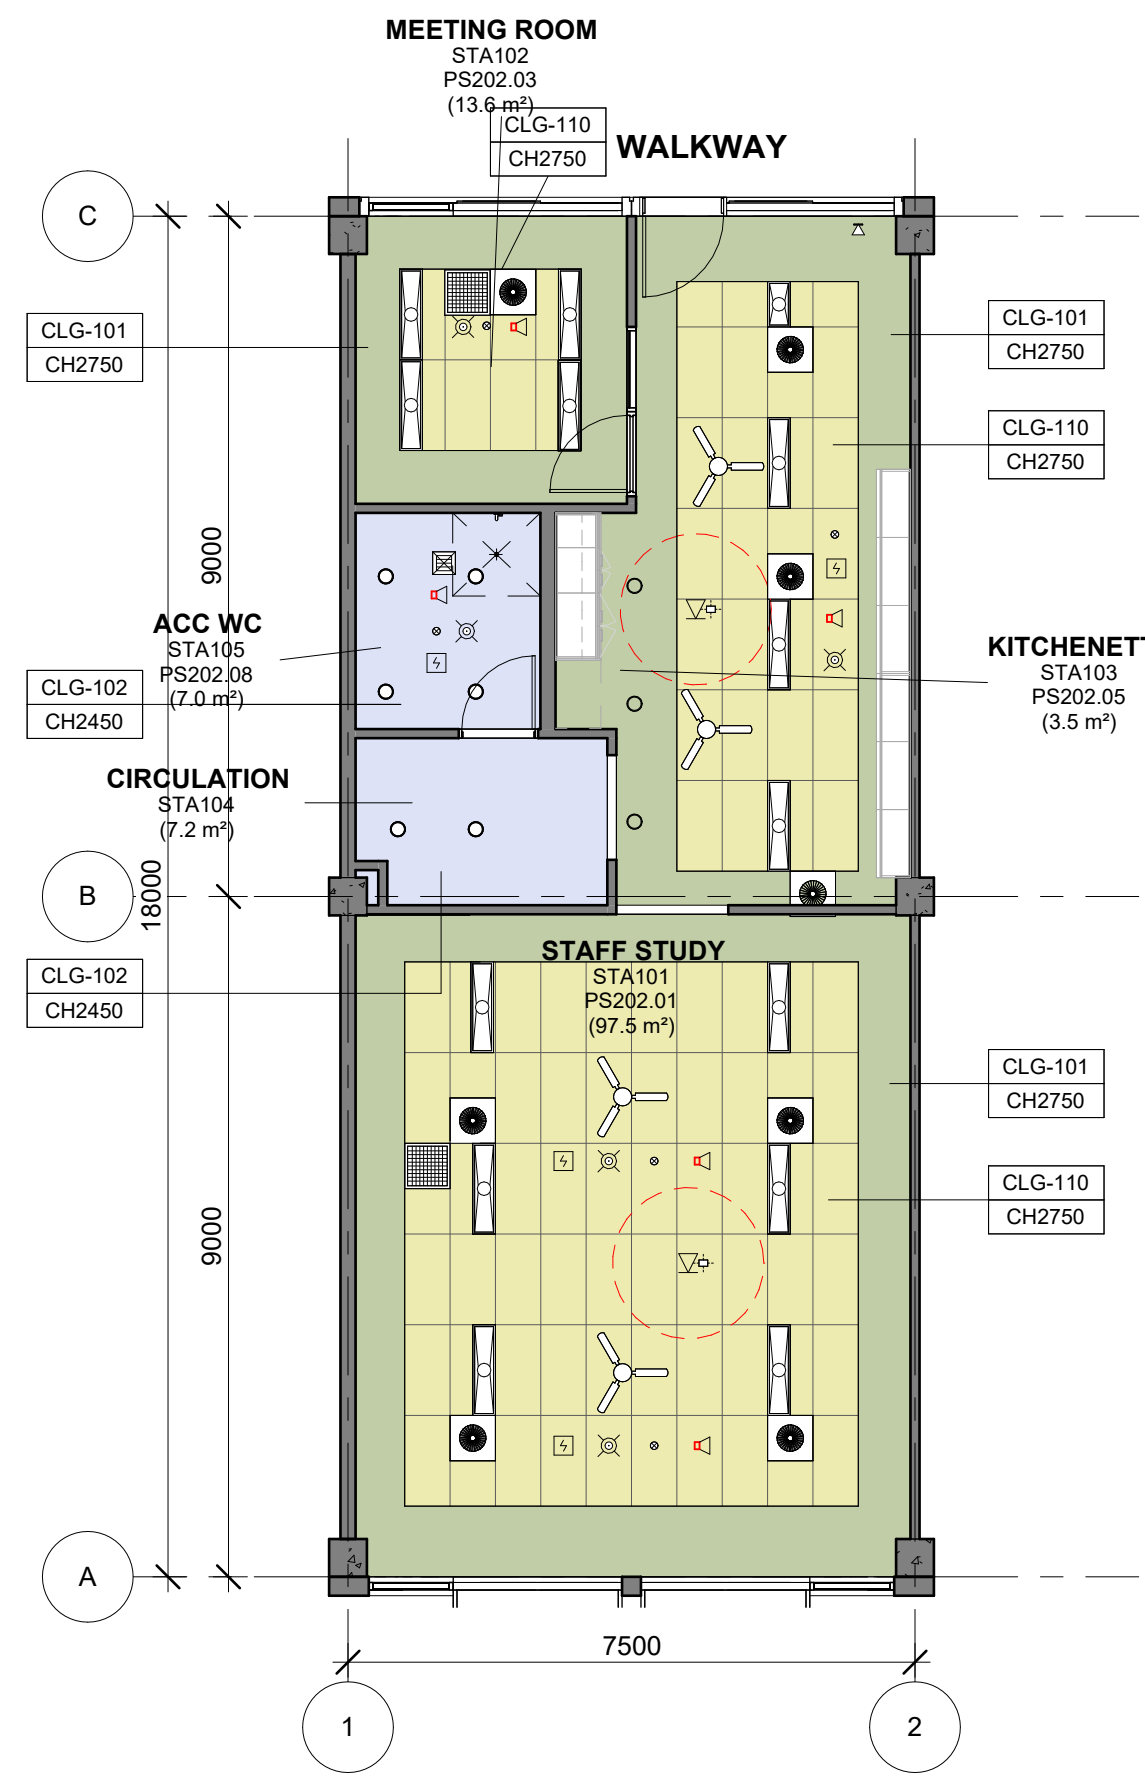 MEETING ROOM
STA102
PS202.03
(13.6 m²)
CLG-110
CH2750
WALKWAY
C
CLG-101
CH2750
CLG-101
CH2750
CLG-110
CH2750
9000
ACC WC
STA105
PS202.08
(7.0 m²)
CLG-102
CH2450
KITCHENETT
STA103
PS202.05
(3.5 m²)
CIRCULATION
STA104
(7.2 m²)
B
18000
CLG-102
CH2450
STAFF STUDY
STA101
PS202.01
(97.5 m²)
CLG-101
CH2750
CLG-110
CH2750
9000
A
7500
1
2